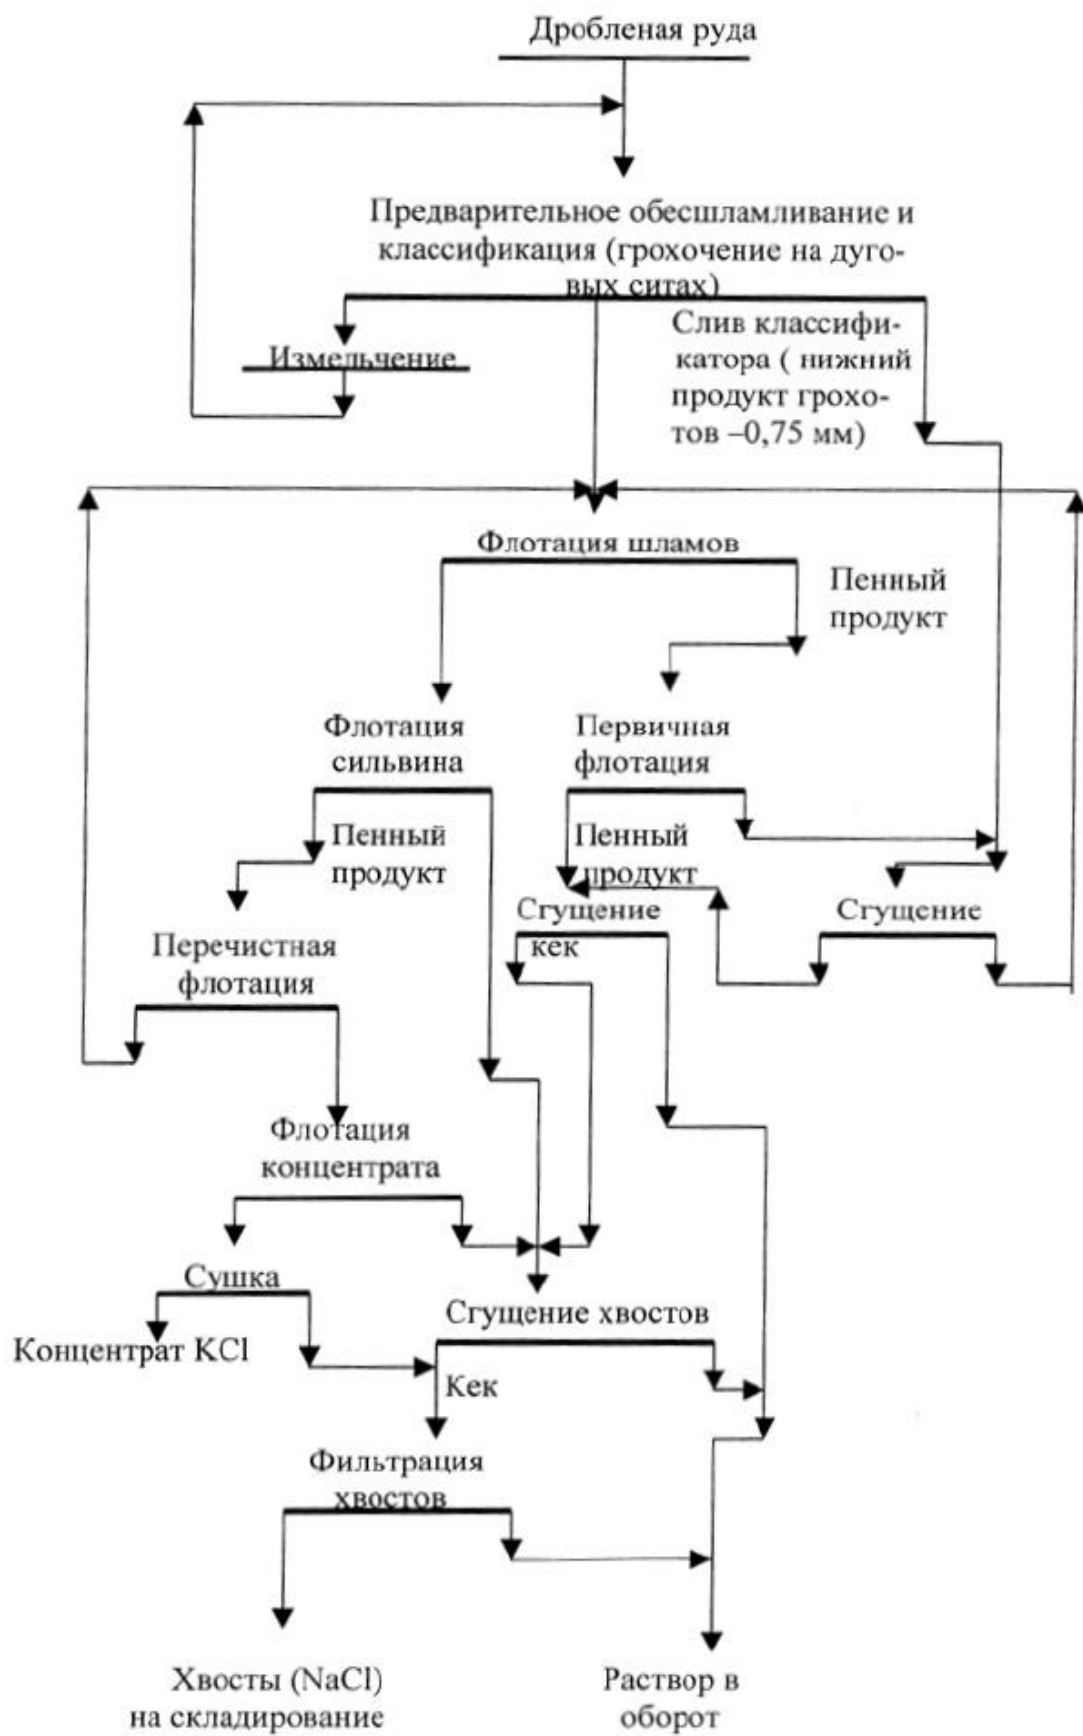 Дробленая руда
Предварительное обесшламливание и
классификация (грохочение на дуго-
вых ситах)
Измельчение
Слив классифи-
катора ( нижний
продукт грохо-
тов –0,75 мм)
Флотация шламов
Пенный
продукт
Флотация
сильвина
Первичная
флотация
Пенный
продукт
Пенный
продукт
Сгущение
кек
Сгущение
Перечистная
флотация
Флотация
концентрата
Сушка
Сгущение хвостов
Концентрат KCl
Кек
Фильтрация
хвостов
Хвосты (NaCl)
на складирование
Раствор в
оборот